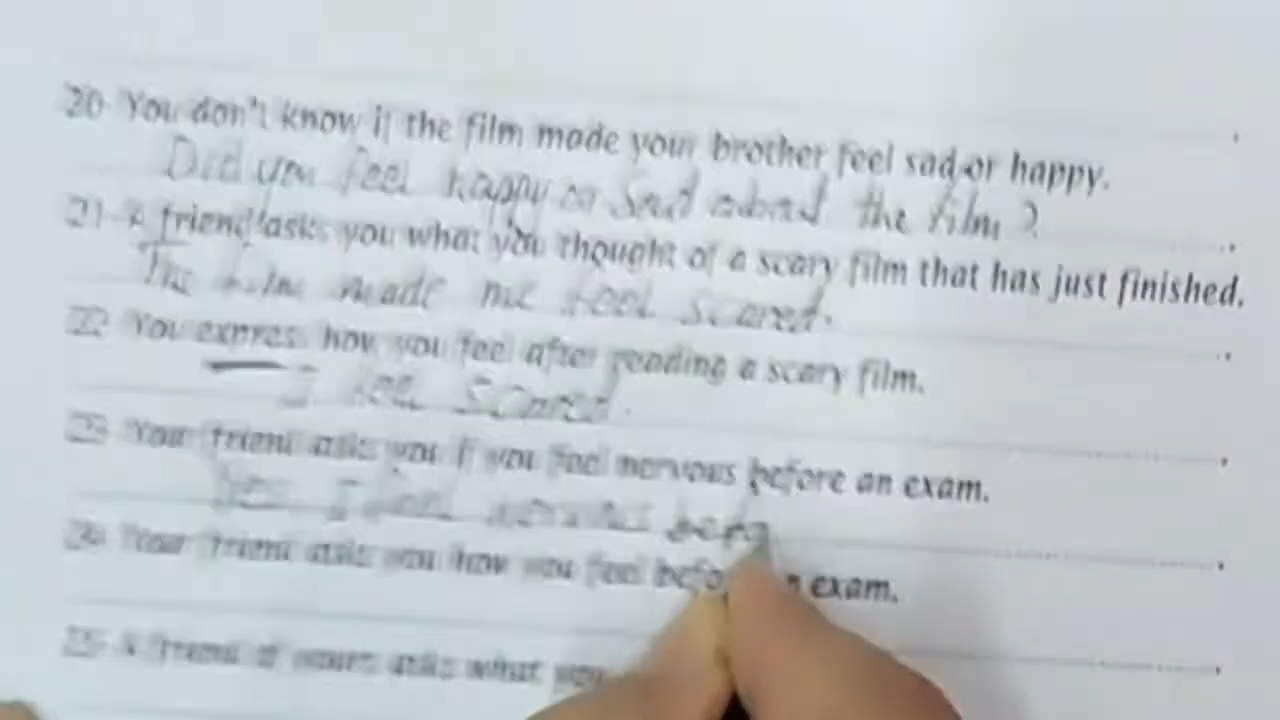 20- You don't know if the film made your brother feel sad or happy.
Did you feel happy or sad about the film?
21- A friend asks you what you thought of a scary film that has just finished.
The film made me feel scared.
22- You express how you feel after reading a scary film.
I feel scared.
23- Your friend asks you if you feel nervous before an exam.
Yes I feel nervous befo
24- Your friend asks you how you feel befo exam.
25- A friend of yours asks what you